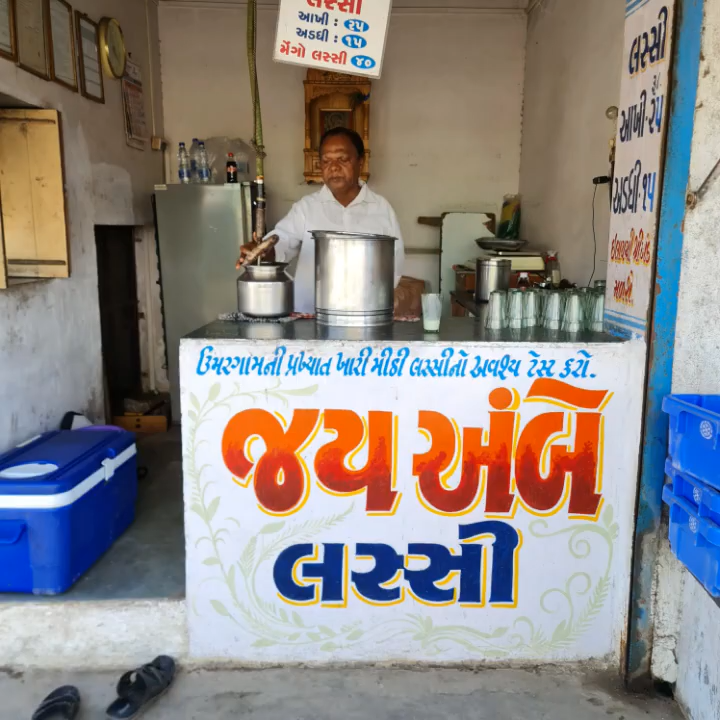 લસ્સી
આખી : ૨૫
અડધી : ૧૫
મેંગો લસ્સી ૪૦
લસ્સી
આખી-૨૫
અડધી-૧૫
મળશે.
ઉમરગામની પ્રખ્યાત ખારી મીઠી લસ્સીનો અવશ્ય ટેસ્ટ કરો.
જય અંબે
લસ્સી